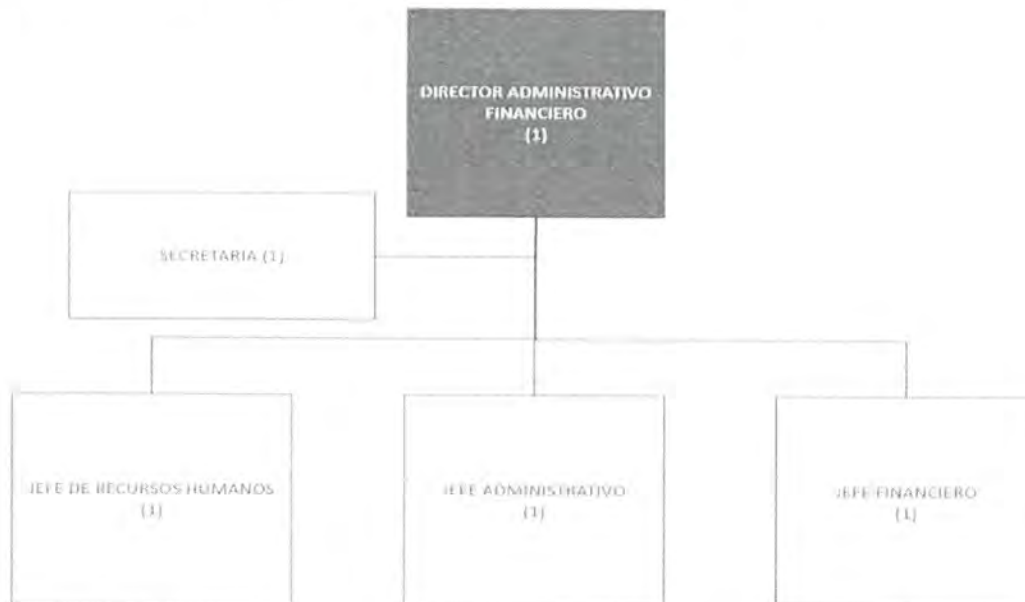 DIRECTOR ADMINISTRATIVO
FINANCIERO
(1)
SECRETARIA (1)
JEFE DE RECURSOS HUMANOS
(1)
JEFE ADMINISTRATIVO
(1)
JEFE FINANCIERO
(1)